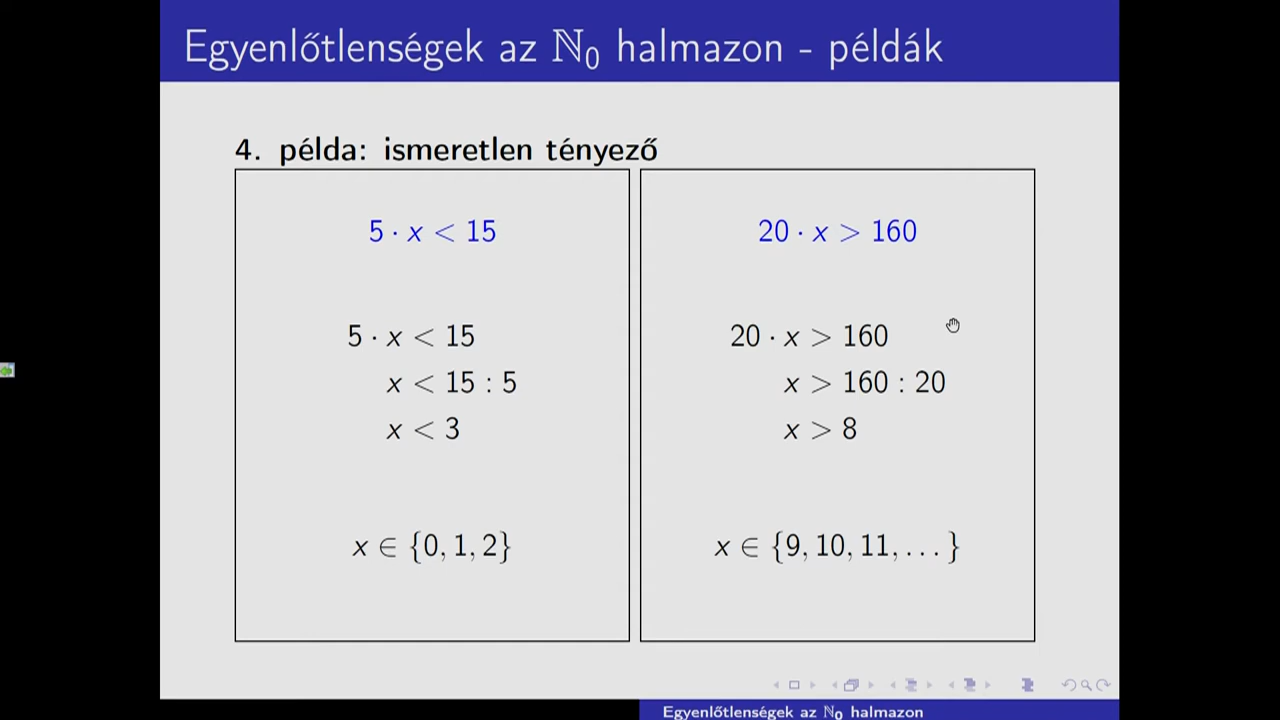 Egyenlőtlenségek az ℕ₀ halmazon - példák
4. példa: ismeretlen tényező
5 · x < 15
5 · x < 15
x < 15 : 5
x < 3
x ∈ {0, 1, 2}
20 · x > 160
20 · x > 160
x > 160 : 20
x > 8
x ∈ {9, 10, 11, . . . }
Egyenlőtlenségek az ℕ₀ halmazon